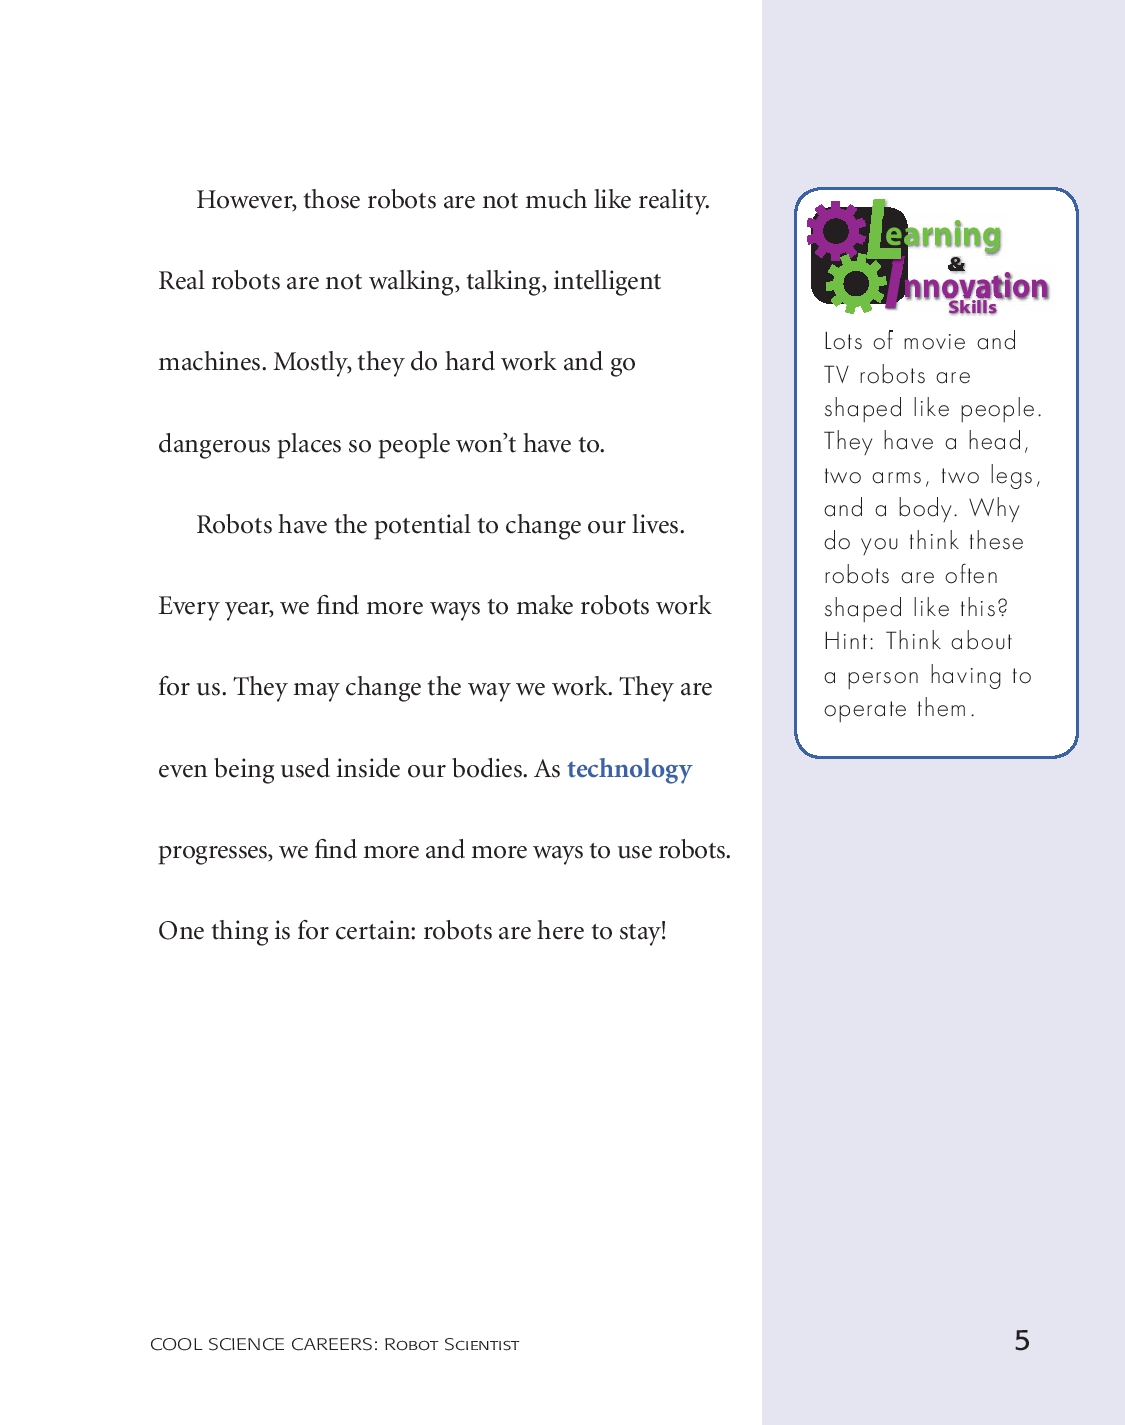 However, those robots are not much like reality.
Real robots are not walking, talking, intelligent
machines. Mostly, they do hard work and go
dangerous places so people won’t have to.
Robots have the potential to change our lives.
Every year, we find more ways to make robots work
for us. They may change the way we work. They are
even being used inside our bodies. As technology
progresses, we find more and more ways to use robots.
One thing is for certain: robots are here to stay!
Learning
&
Innovation
Skills
Lots of movie and
TV robots are
shaped like people.
They have a head,
two arms, two legs,
and a body. Why
do you think these
robots are often
shaped like this?
Hint: Think about
a person having to
operate them.
COOL SCIENCE CAREERS: Robot Scientist
5